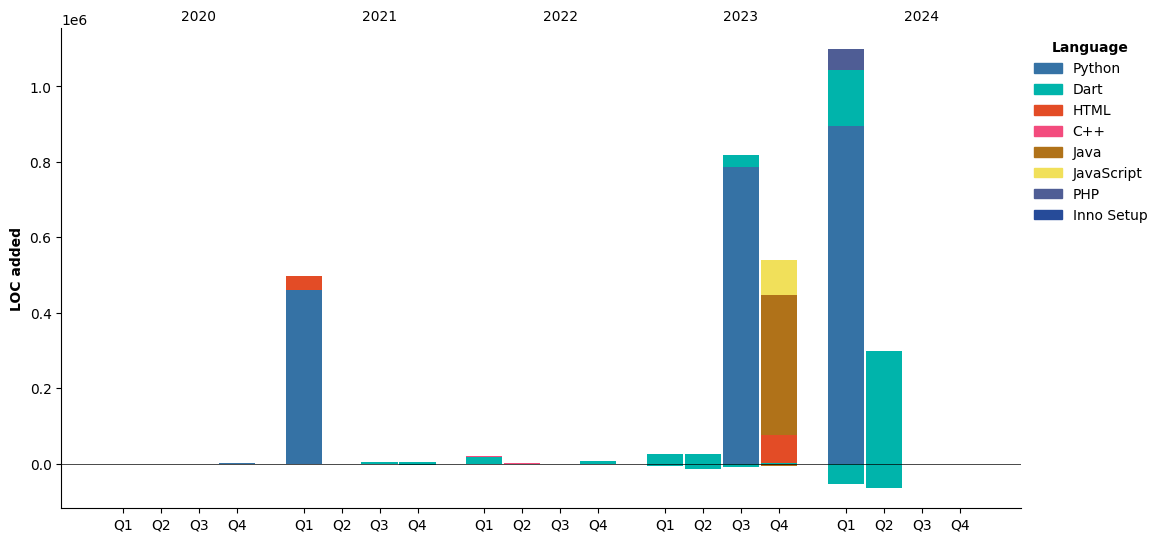 1e6
2020 2021 2022 2023 2024
Language
Python
Dart
HTML
C++
Java
JavaScript
PHP
Inno Setup
LOC added
1.0
0.8
0.6
0.4
0.2
0.0
Q1 Q2 Q3 Q4 Q1 Q2 Q3 Q4 Q1 Q2 Q3 Q4 Q1 Q2 Q3 Q4 Q1 Q2 Q3 Q4